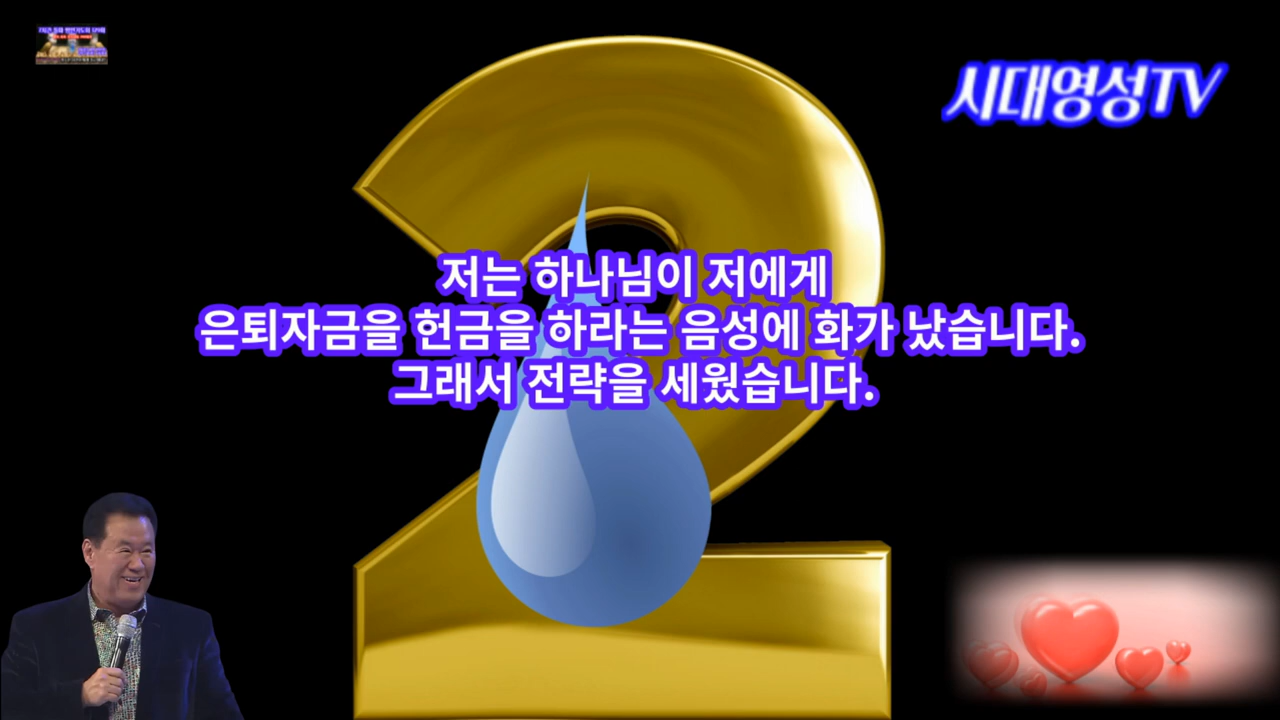 시대영성TV
저는 하나님이 저에게
은퇴자금을 헌금을 하라는 음성에 화가 났습니다.
그래서 전략을 세웠습니다.
2